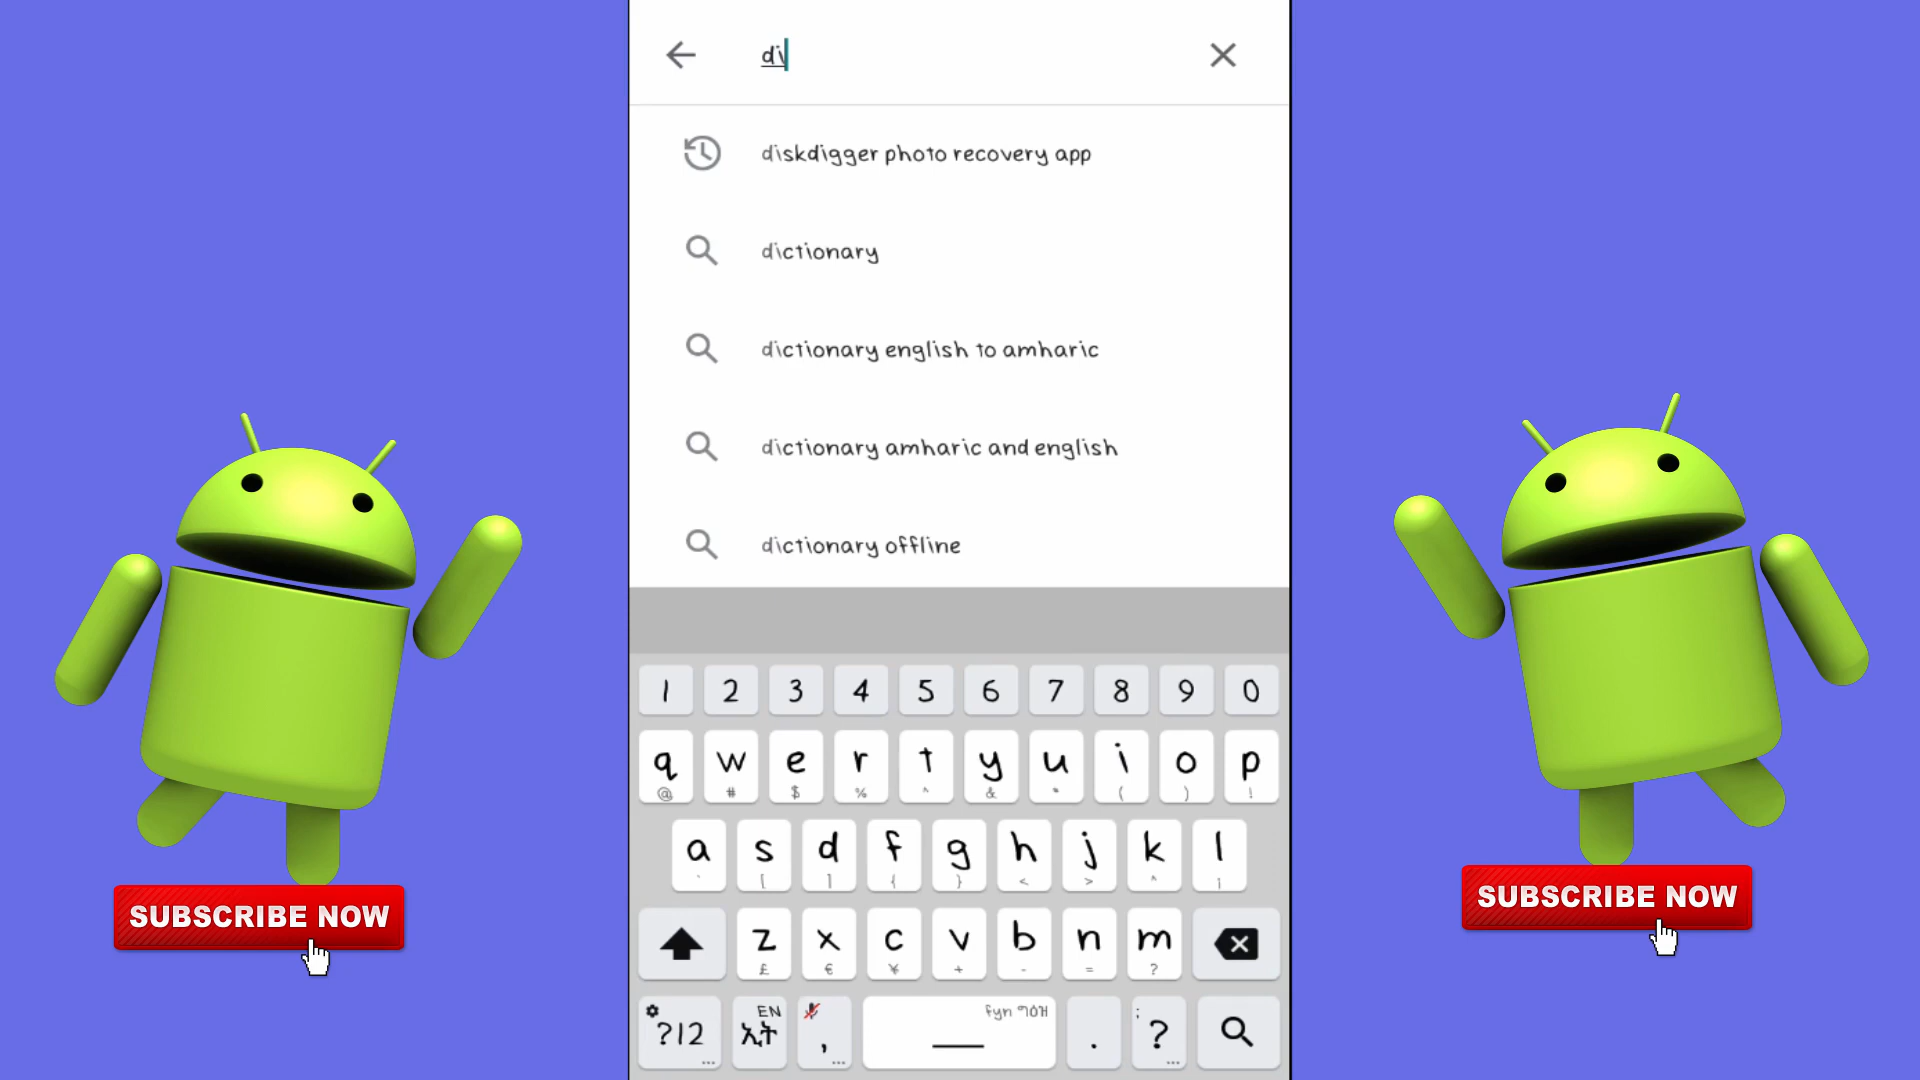 di
diskdigger photo recovery app
dictionary
dictionary english to amharic
dictionary amharic and english
dictionary offline
1 2 3 4 5 6 7 8 9 0
q w e r t y u i o p
@ # $ % ^ & * ( ) !
a s d f g h j k l
z x c v b n m
£ € ¥ + - = ?
?12 EN ኢት , . ; ?
SUBSCRIBE NOW
SUBSCRIBE NOW